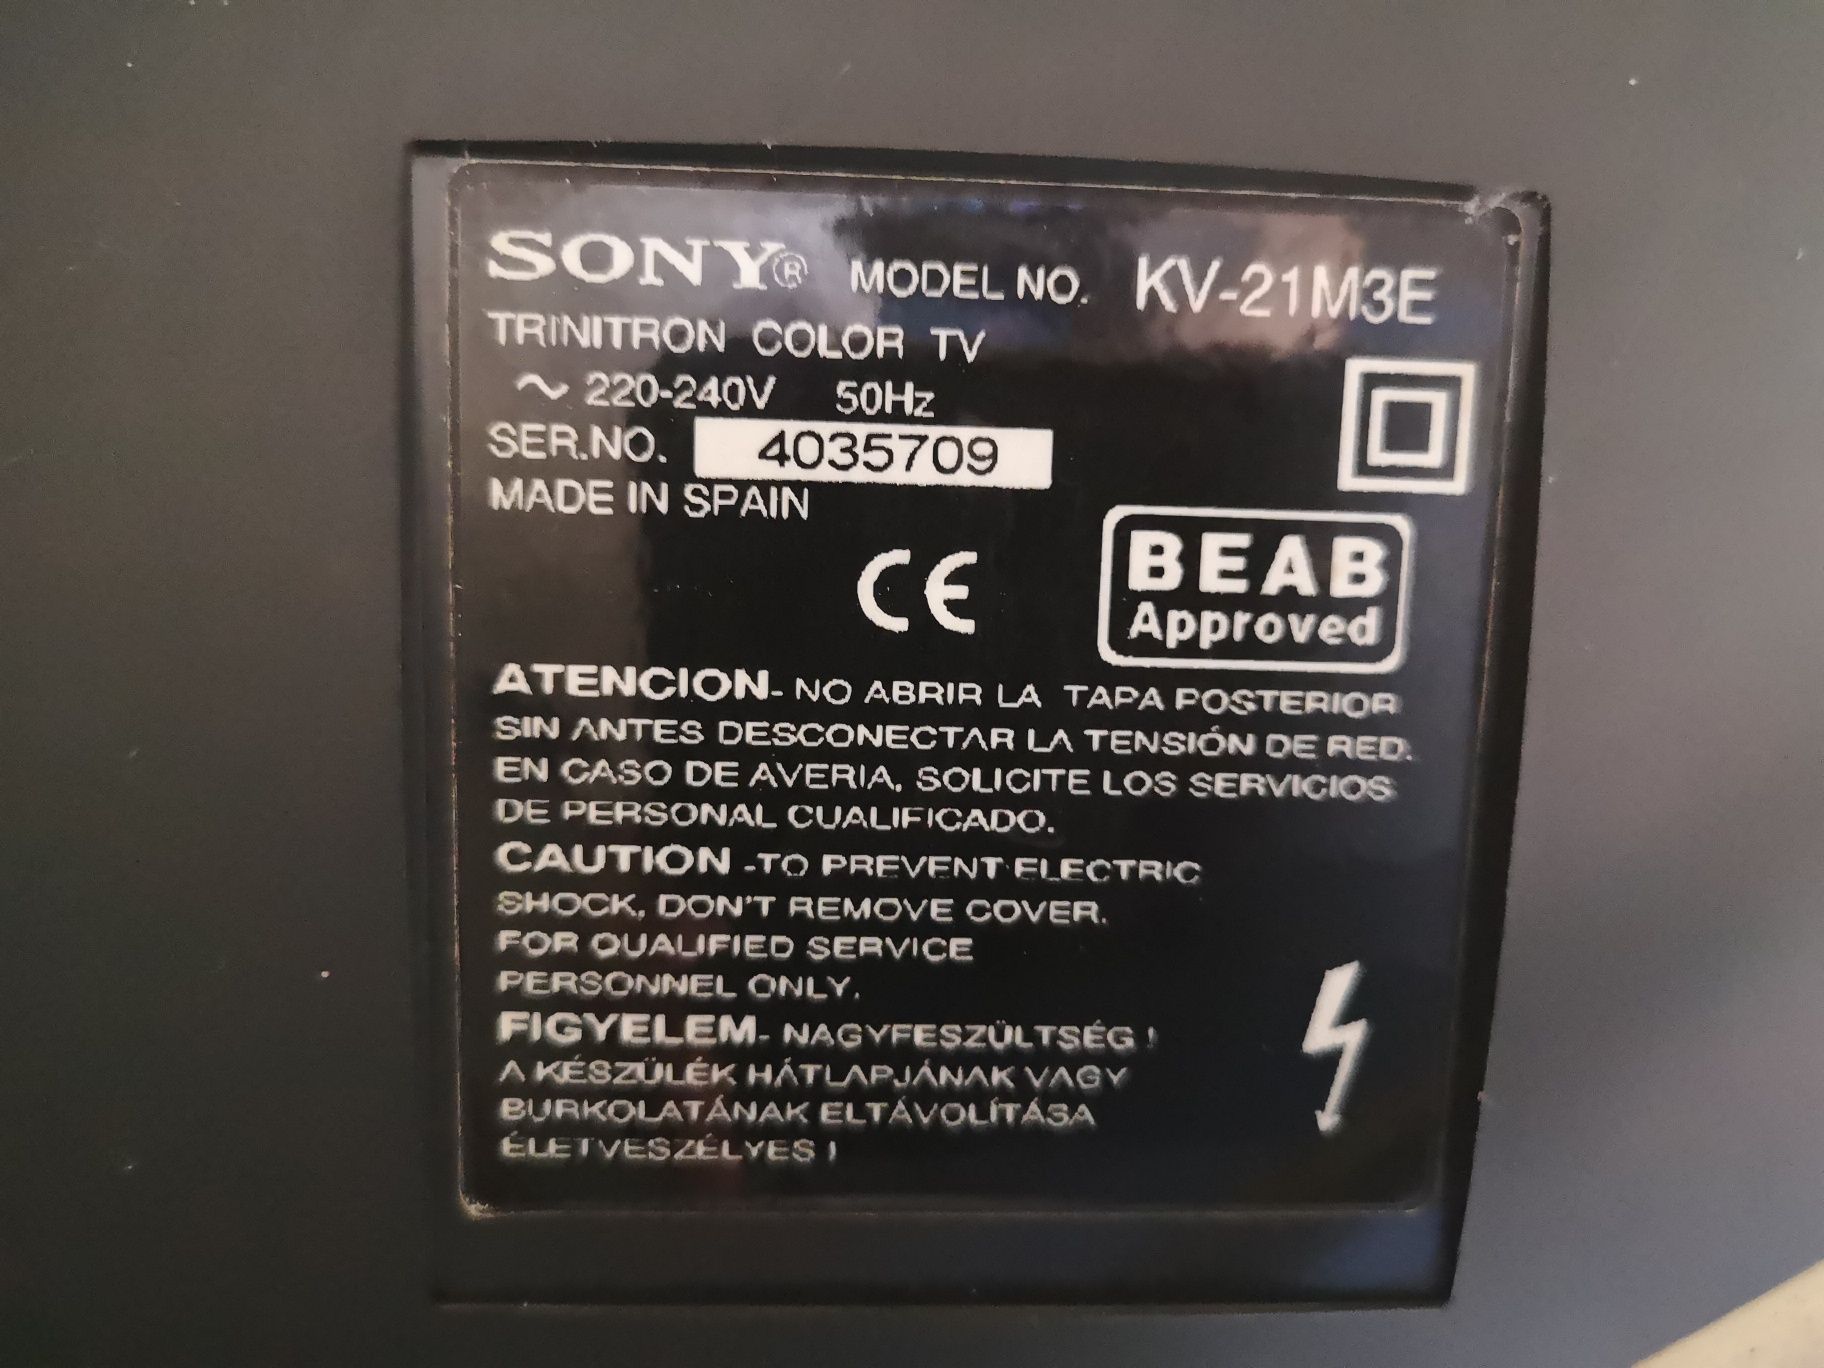 SONY® MODEL NO. KV-21M3E
TRINITRON COLOR TV
~ 220-240V 50Hz
SER.NO. 4035709
MADE IN SPAIN
CE
BEAB
Approved
ATENCION- NO ABRIR LA TAPA POSTERIOR
SIN ANTES DESCONECTAR LA TENSIÓN DE RED.
EN CASO DE AVERIA, SOLICITE LOS SERVICIOS
DE PERSONAL CUALIFICADO.
CAUTION -TO PREVENT ELECTRIC
SHOCK, DON'T REMOVE COVER.
FOR QUALIFIED SERVICE
PERSONNEL ONLY.
FIGYELEM- NAGYFESZÜLTSÉG !
A KÉSZÜLÉK HÁTLAPJÁNAK VAGY
BURKOLATÁNAK ELTÁVOLÍTÁSA
ÉLETVESZÉLYES !